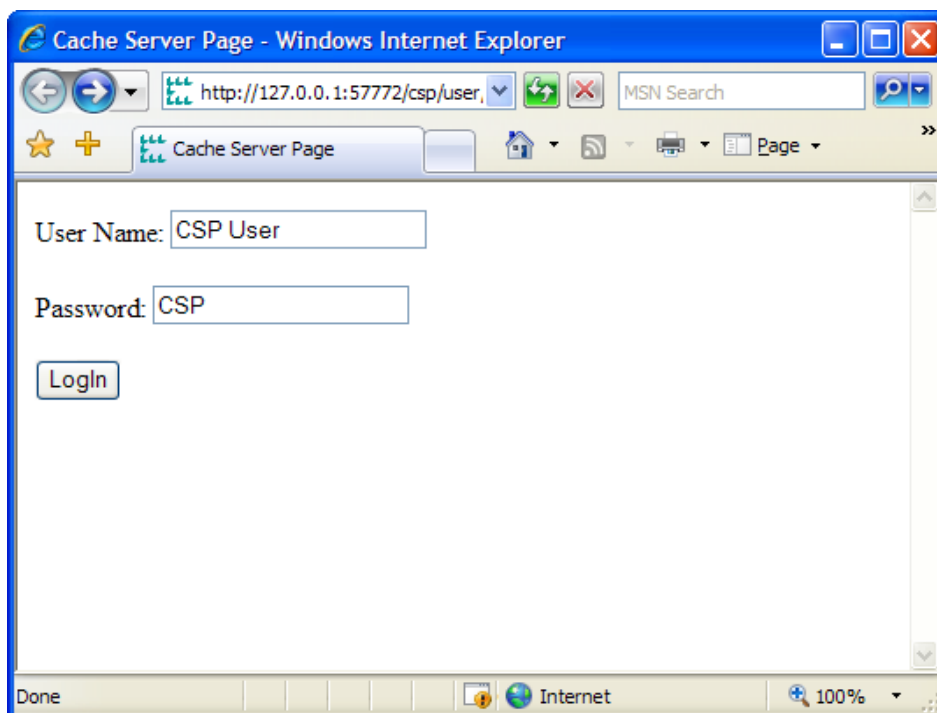 Cache Server Page - Windows Internet Explorer
http://127.0.0.1:57772/csp/user,
MSN Search
Cache Server Page
Page
User Name: CSP User
Password: CSP
LogIn
Done
Internet
100%